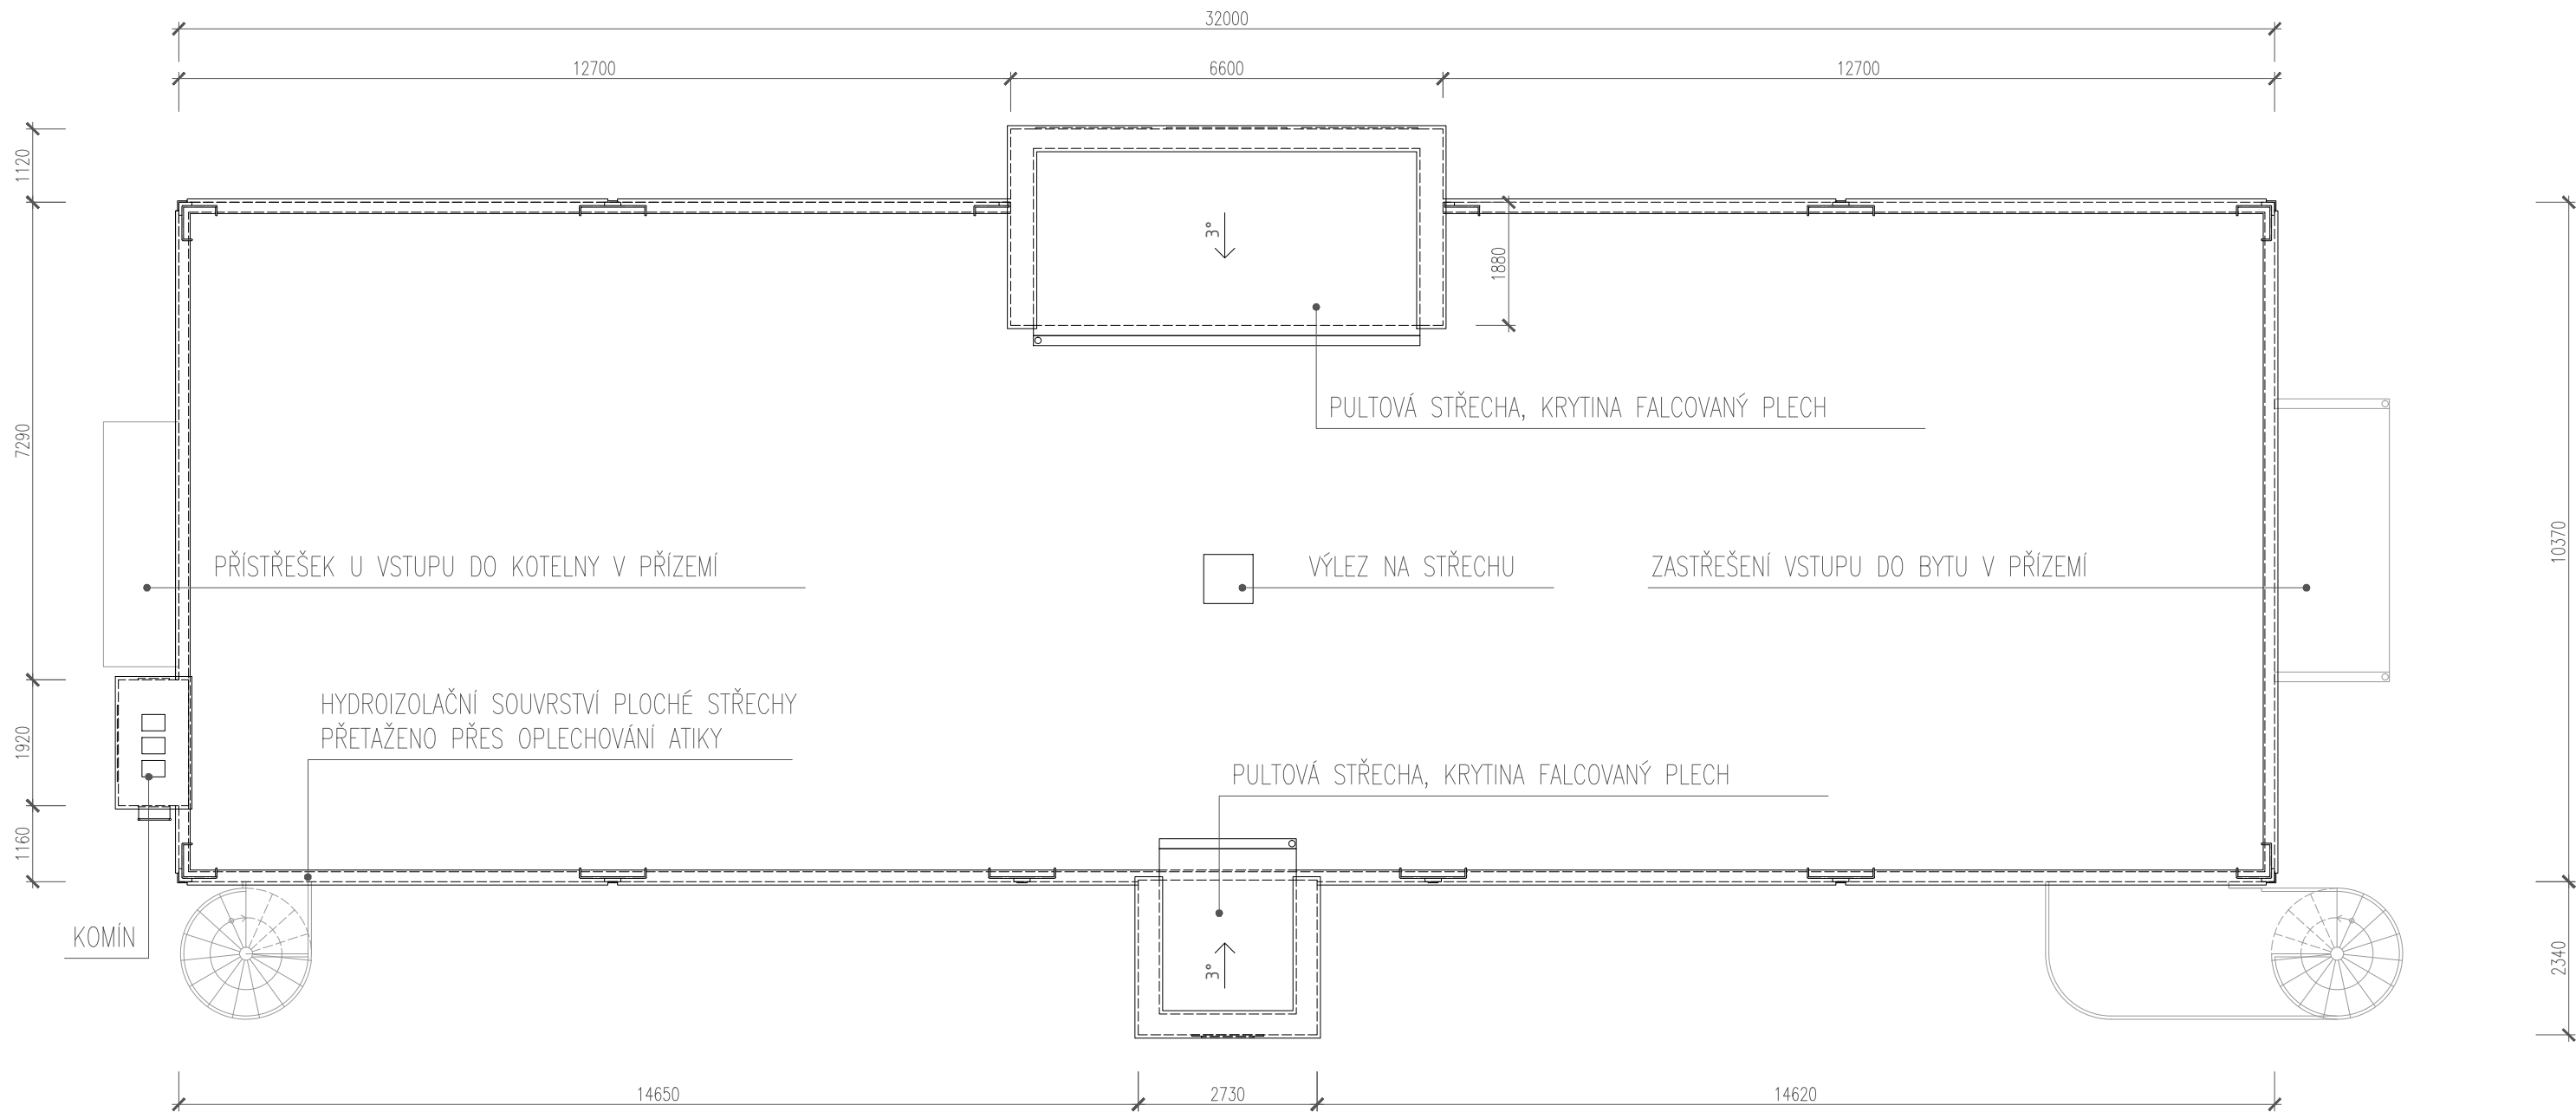 32000
12700
6600
12700
1120
3°
1880
PULTOVÁ STŘECHA, KRYTINA FALCOVANÝ PLECH
7290
10370
PŘÍSTŘEŠEK U VSTUPU DO KOTELNY V PŘÍZEMÍ
VÝLEZ NA STŘECHU
ZASTŘEŠENÍ VSTUPU DO BYTU V PŘÍZEMÍ
HYDROIZOLAČNÍ SOUVRSTVÍ PLOCHÉ STŘECHY
PŘETAŽENO PŘES OPLECHOVÁNÍ ATIKY
1920
PULTOVÁ STŘECHA, KRYTINA FALCOVANÝ PLECH
1160
KOMÍN
3°
2340
14650
2730
14620